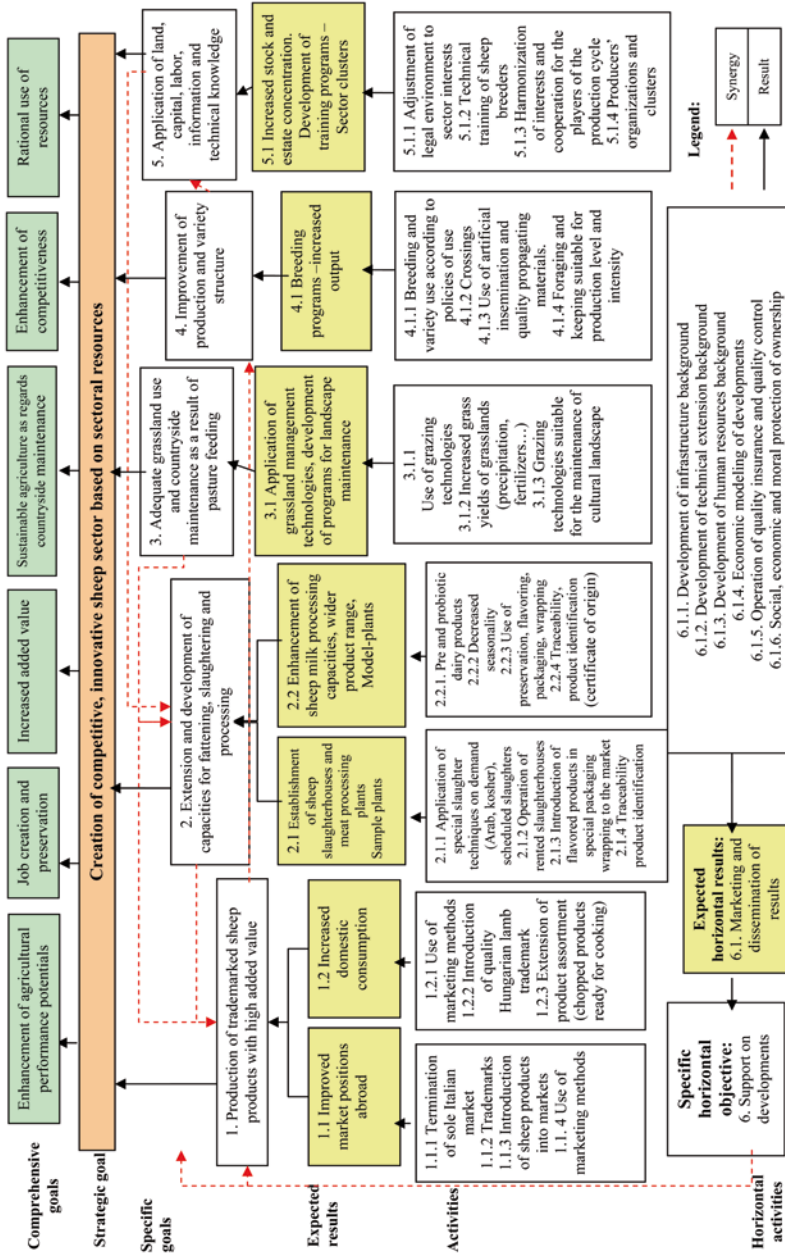 Comprehensive
goals
Enhancement of agricultural
performance potentials
Job creation and
preservation
Increased added value
Sustainable agriculture as regards
countryside maintenance
Enhancement of
competitiveness
Rational use of
resources
Strategic goal
Creation of competitive, innovative sheep sector based on sectoral resources
Specific
goals
1. Production of trademarked sheep
products with high added value
2. Extension and development of
capacities for fattening, slaughtering and
processing
3. Adequate grassland use
and countryside
maintenance as a result of
pasture feeding
4. Improvement of
production and variety
structure
5. Application of land,
capital, labor,
information and
technical knowledge
Expected
results
1.1 Improved
market positions
abroad
1.2 Increased
domestic
consumption
2.1 Establishment
of sheep
slaughterhouses and
meat processing
plants
Sample plants
2.2 Enhancement of
sheep milk processing
capacities, wider
product range,
Model-plants
3.1 Application of
grassland management
technologies, development
of programs for landscape
maintenance
4.1 Breeding
programs –increased
output
5.1 Increased stock and
estate concentration.
Development of
training programs –
Sector clusters
Activities
1.1.1 Termination
of sole Italian
market
1.1.2 Trademarks
1.1.3 Introduction
of sheep products
into markets
1.1. 4 Use of
marketing methods
1.2.1 Use of
marketing methods
1.2.2 Introduction
of quality
Hungarian lamb
trademark
1.2.3 Extension of
product assortment
(chopped products
ready for cooking)
2.1.1 Application of
special slaughter
techniques on demand
(Arab, kosher),
scheduled slaughters
2.1.2 Operation of
rented slaughterhouses
2.1.3 Introduction of
flavored products in
special packaging
wrapping to the market
2.1.4 Traceability
product identification
2.2.1. Pre and probiotic
dairy products
2.2.2 Decreased
seasonality
2.2.3 Use of
preservation, flavoring,
packaging, wrapping
2.2.4 Traceability,
product identification
(certificate of origin)
3.1.1
Use of grazing
technologies
3.1.2 Increased grass
yields of grasslands
(precipitation,
fertilizers…)
3.1.3 Grazing
technologies suitable
for the maintenance of
cultural landscape
4.1.1 Breeding and
variety use according to
policies of use
4.1.2 Crossings
4.1.3 Use of artificial
insemination and
quality propagating
materials.
4.1.4 Foraging and
keeping suitable for
production level and
intensity
5.1.1 Adjustment of
legal environment to
sector interests
5.1.2 Technical
training of sheep
breeders
5.1.3 Harmonization
of interests and
cooperation for the
players of the
production cycle
5.1.4 Producers'
organizations and
clusters
Horizontal
activities
Specific
horizontal
objective:
6. Support on
developments
Expected
horizontal results:
6.1. Marketing and
dissemination of
results
6.1.1. Development of infrastructure background
6.1.2. Development of technical extension background
6.1.3. Development of human resources background
6.1.4. Economic modeling of developments
6.1.5. Operation of quality insurance and quality control
6.1.6. Social, economic and moral protection of ownership
Legend:
Synergy
Result